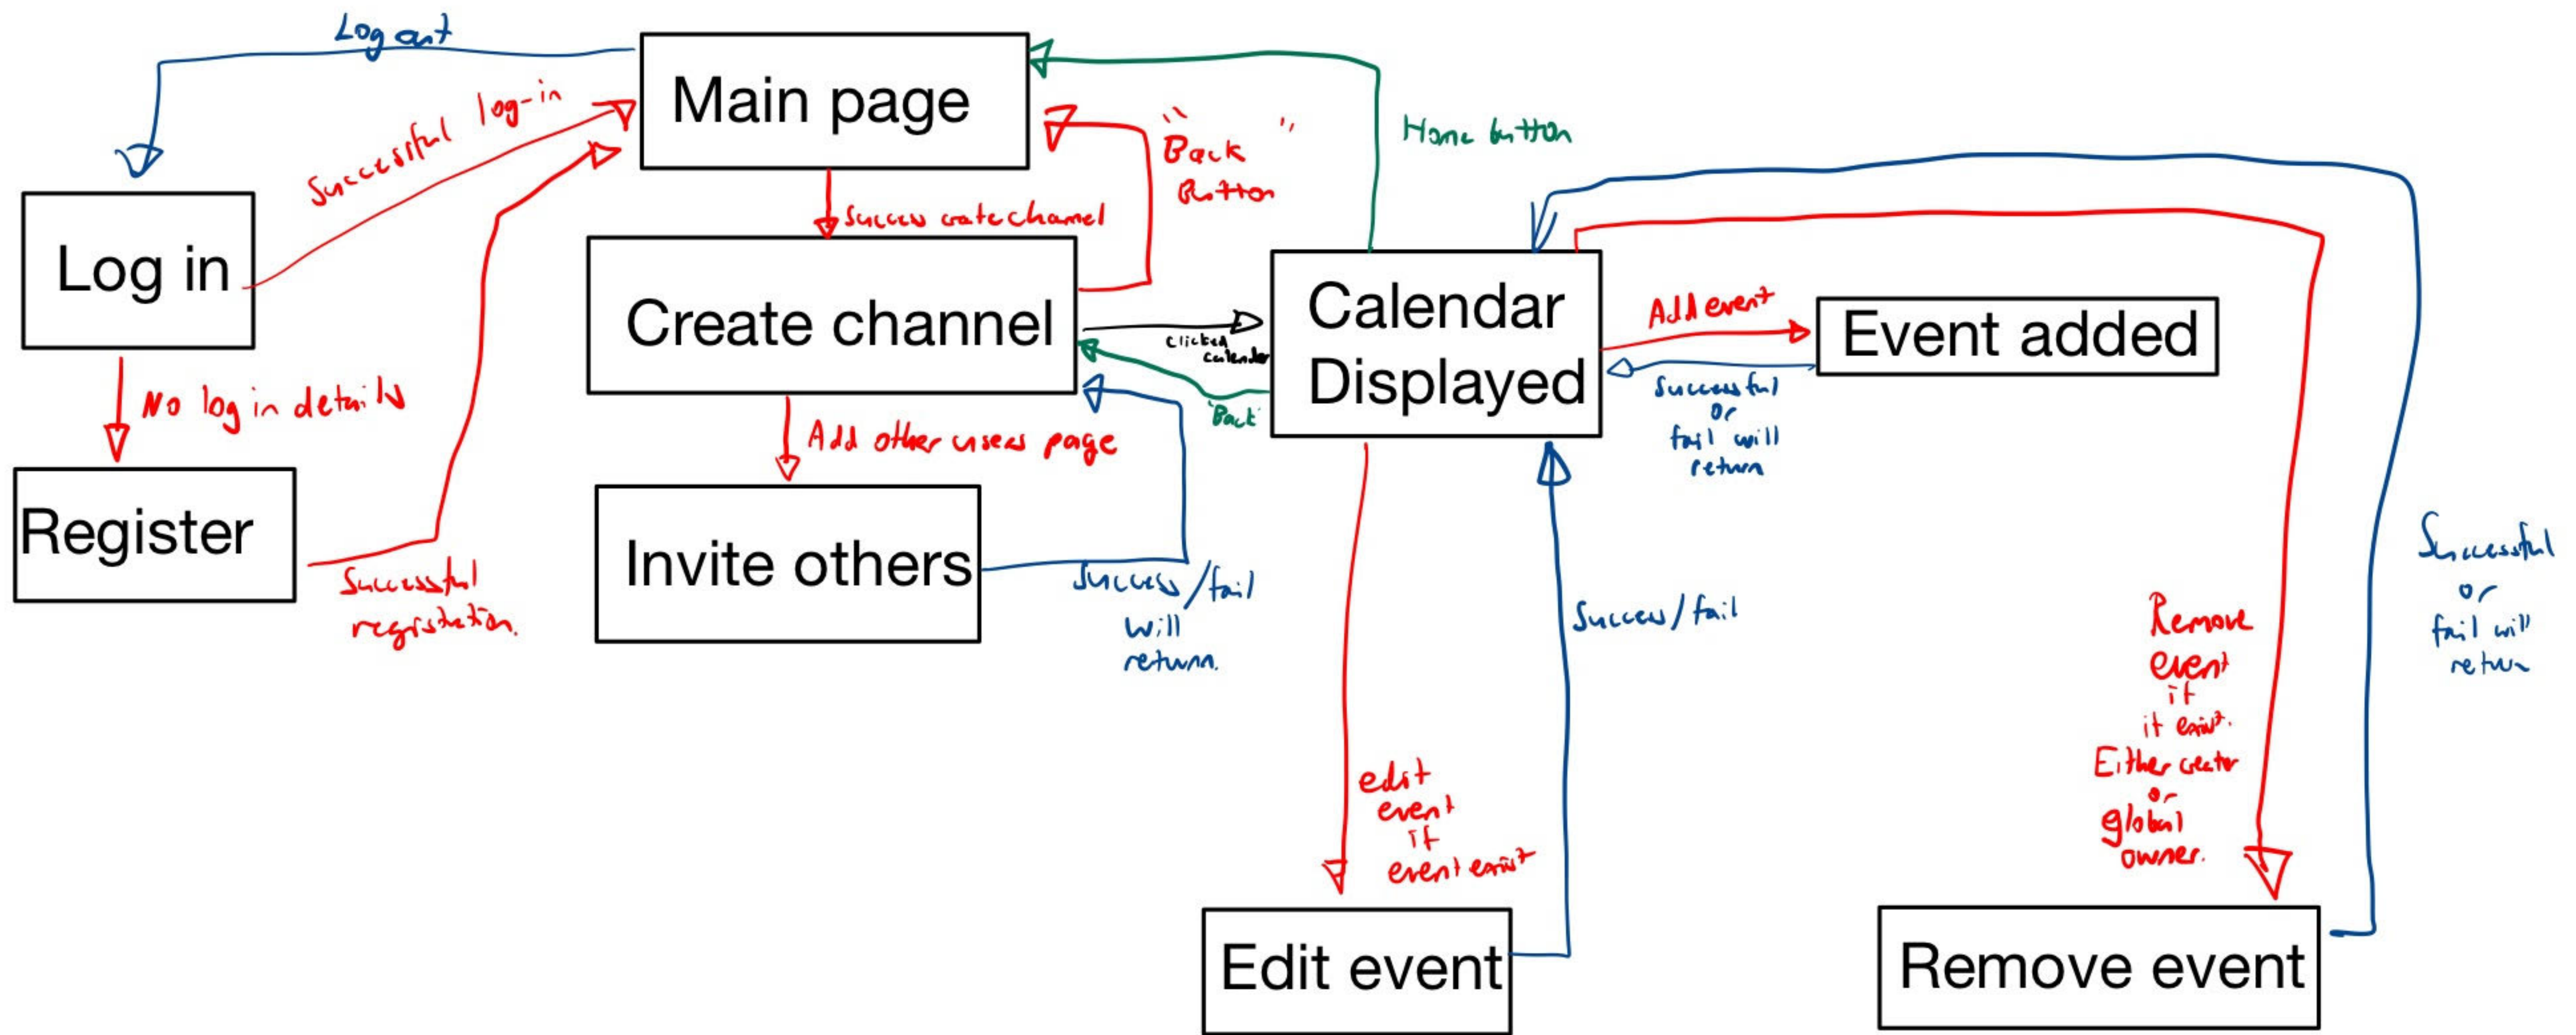 Log out
Main page
Successful log-in
"Back"
Button
Home button
Log in
Success create channel
Create channel
Clicked
calender
Calendar
Displayed
Add event
Event added
Successful
or
fail will
return
'Back'
No log in details
Add other users page
Register
Successful
registration.
Invite others
Success/fail
will
return.
Success/fail
edit
event
if
event exist
Edit event
Remove
event
if
it exist.
Either creator
or
global
owner.
Successful
or
fail will
return
Remove event